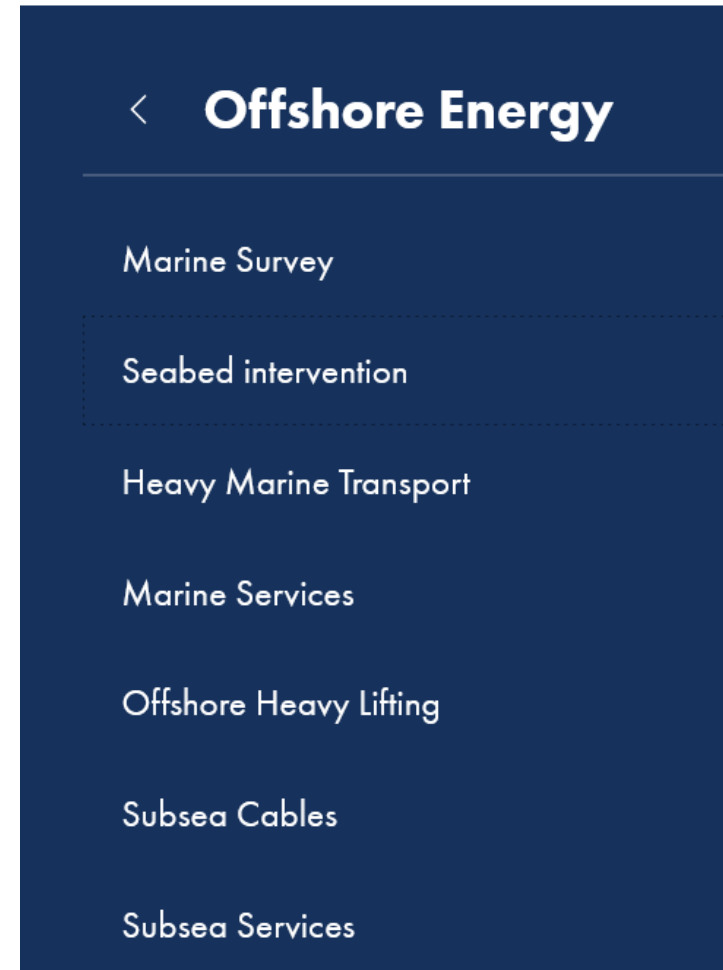 Offshore Energy
Marine Survey
Seabed intervention
Heavy Marine Transport
Marine Services
Offshore Heavy Lifting
Subsea Cables
Subsea Services